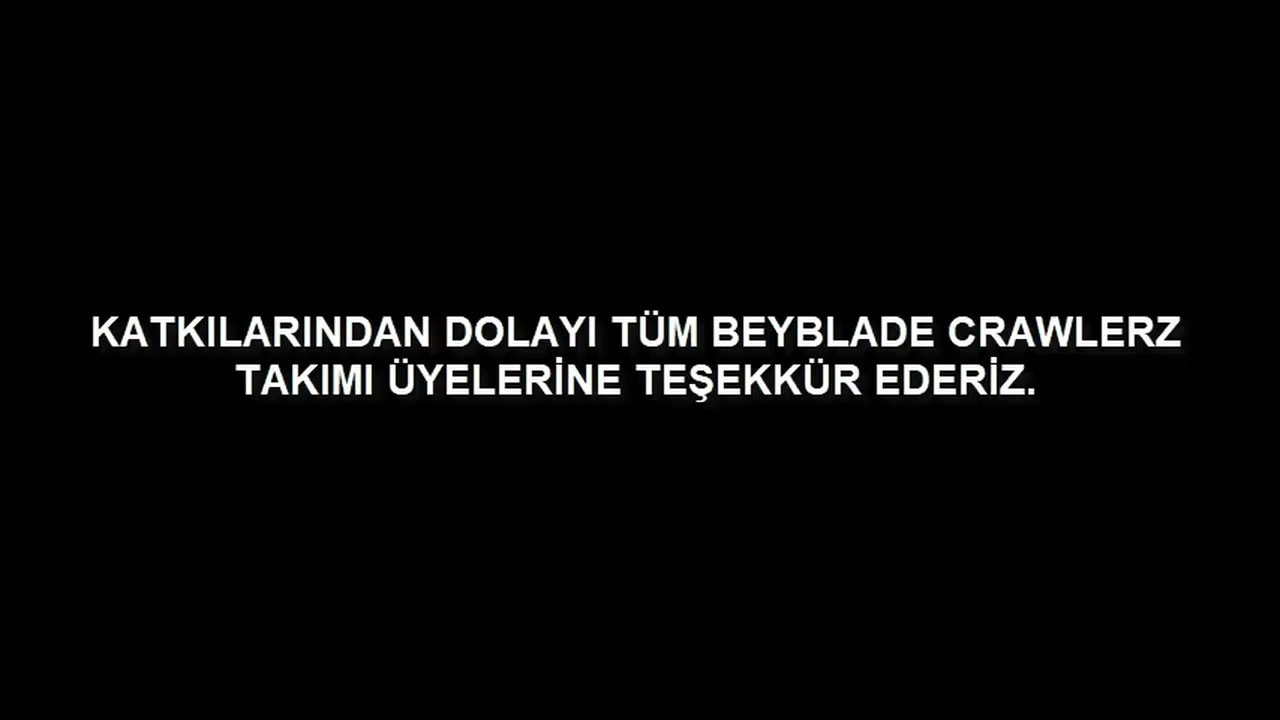 KATKILARINDAN DOLAYI TÜM BEYBLADE CRAWLERZ
TAKIMI ÜYELERİNE TEŞEKKÜR EDERİZ.